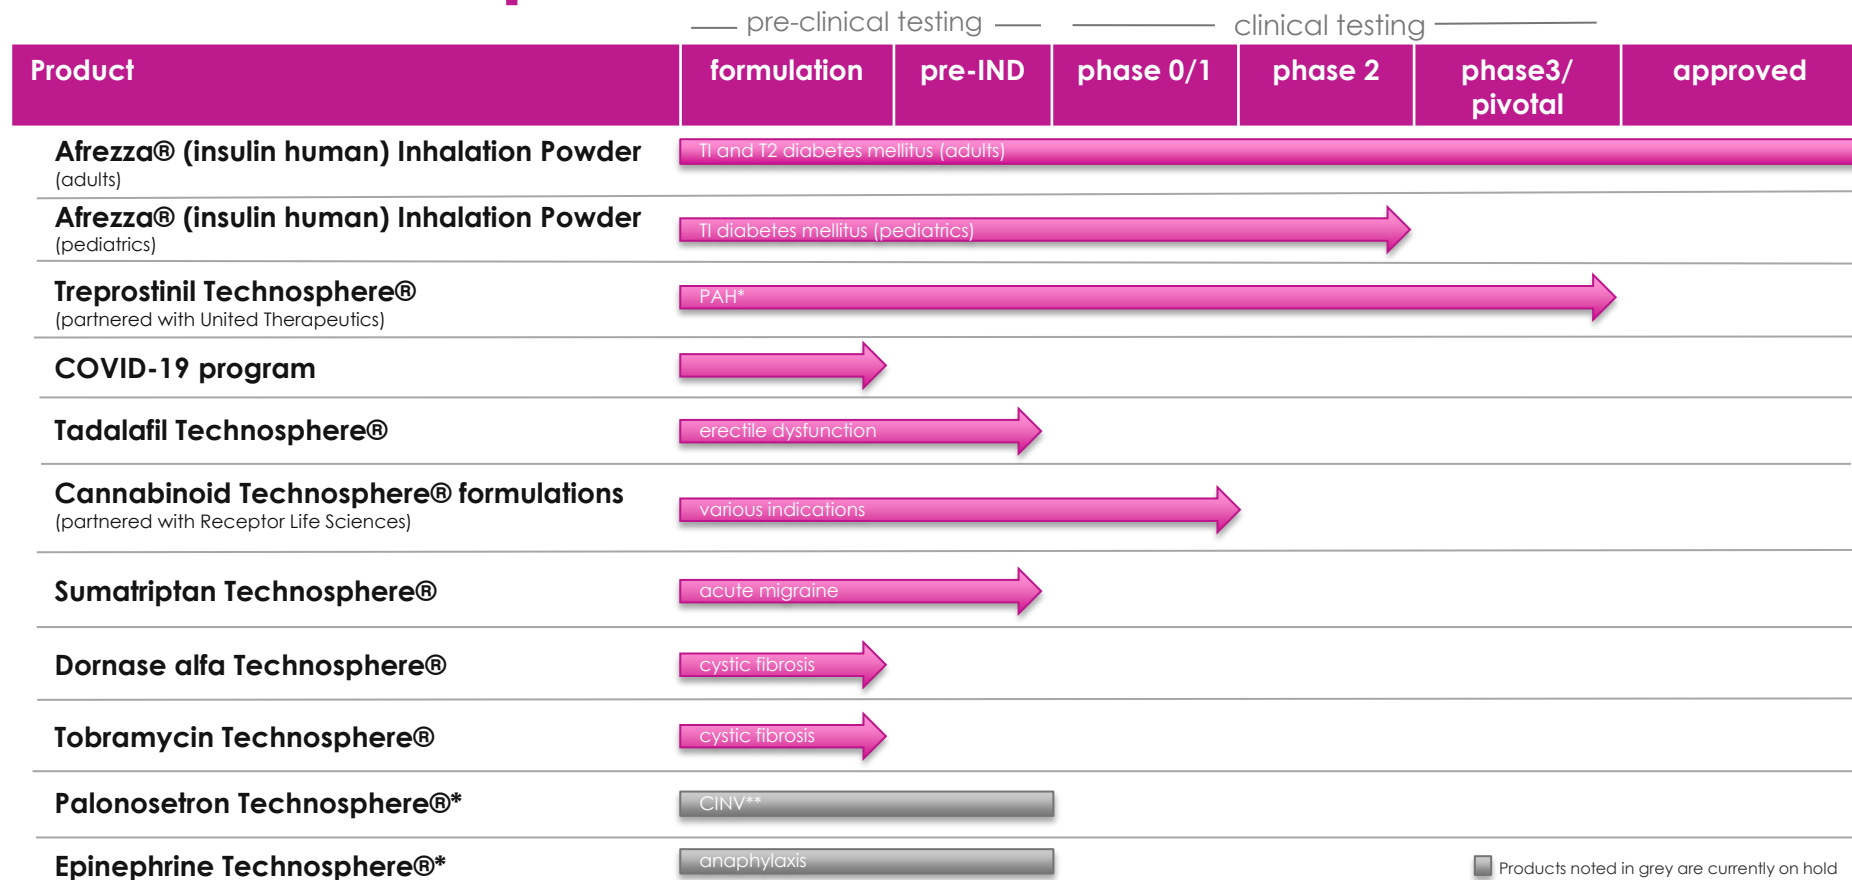 pre-clinical testing
clinical testing
Product
formulation
pre-IND
phase 0/1
phase 2
phase3/
pivotal
approved
Afrezza® (insulin human) Inhalation Powder
(adults)
TI and T2 diabetes mellitus (adults)
Afrezza® (insulin human) Inhalation Powder
(pediatrics)
TI diabetes mellitus (pediatrics)
Treprostinil Technosphere®
(partnered with United Therapeutics)
PAH*
COVID-19 program
Tadalafil Technosphere®
erectile dysfunction
Cannabinoid Technosphere® formulations
(partnered with Receptor Life Sciences)
various indications
Sumatriptan Technosphere®
acute migraine
Dornase alfa Technosphere®
cystic fibrosis
Tobramycin Technosphere®
cystic fibrosis
Palonosetron Technosphere®*
CINV**
Epinephrine Technosphere®*
anaphylaxis
Products noted in grey are currently on hold